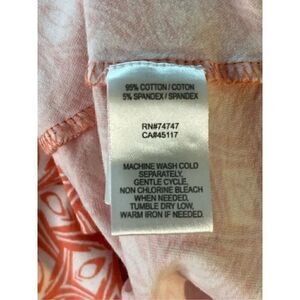 95% COTTON / COTON
5% SPANDEX / SPANDEX
RN#74747
CA#45117
MACHINE WASH COLD
SEPARATELY,
GENTLE CYCLE,
NON CHLORINE BLEACH
WHEN NEEDED,
TUMBLE DRY LOW,
WARM IRON IF NEEDED.